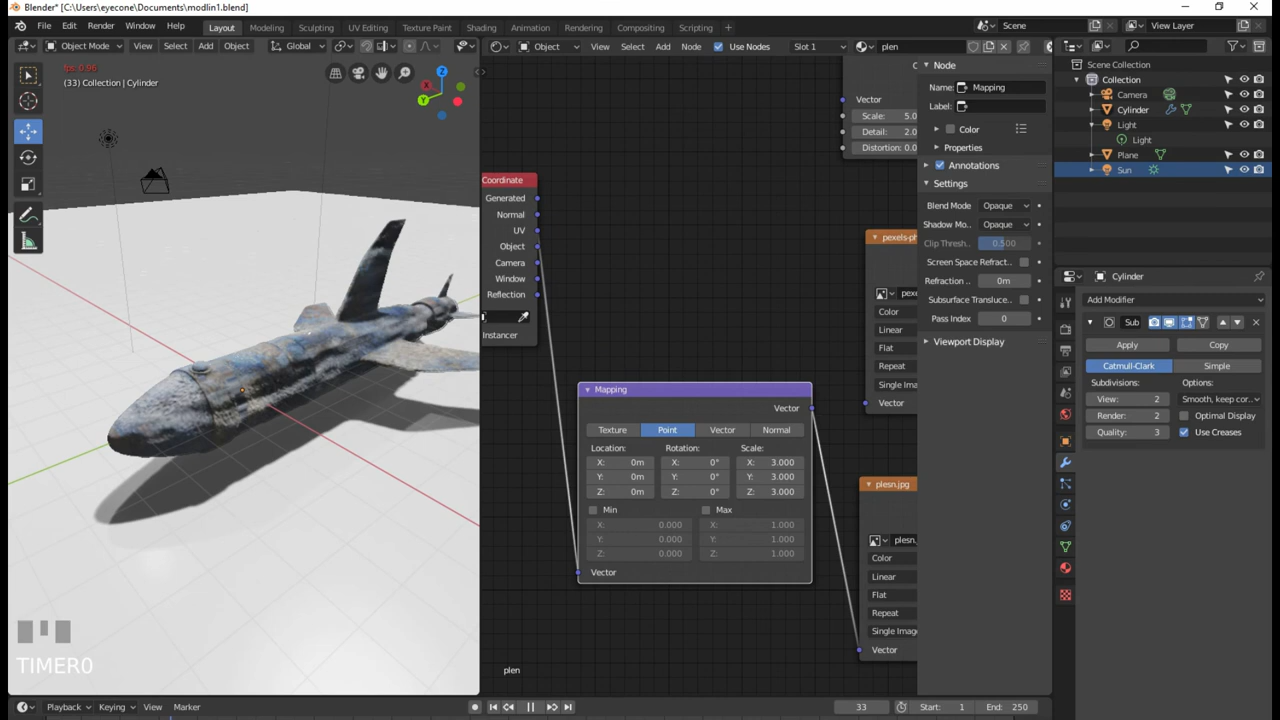 Blender* [C:\Users\eyecone\Documents\modlin1.blend]
File Edit Render Window Help Layout Modeling Sculpting UV Editing Texture Paint Shading Animation Rendering Compositing Scripting + Scene View Layer
Object Mode View Select Add Object Global Object View Select Add Node Use Nodes Slot 1 plen
fps: 0.96
(33) Collection | Cylinder
Z
X
Y
TIMER0
Coordinate
Generated
Normal
UV
Object
Camera
Window
Reflection
Instancer
Mapping
Vector
Texture Point Vector Normal
Location: Rotation: Scale:
X: 0m X: 0° X: 3.000
Y: 0m Y: 0° Y: 3.000
Z: 0m Z: 0° Z: 3.000
Min Max
X: 0.000 X: 1.000
Y: 0.000 Y: 1.000
Z: 0.000 Z: 1.000
Vector
plen
C
Vector
Scale: 5.0
Detail: 2.0
Distortion: 0.0
pexels-ph
pexe
Color
Linear
Flat
Repeat
Single Ima
Vector
plesn.jpg
plesn.
Color
Linear
Flat
Repeat
Single Imag
Vector
Node
Name: Mapping
Label:
Color
Properties
Annotations
Settings
Blend Mode Opaque
Shadow Mo.. Opaque
Clip Thresh.. 0.500
Screen Space Refract..
Refraction .. 0m
Subsurface Transluce..
Pass Index 0
Viewport Display
Scene Collection
Collection
Camera
Cylinder
Light
Light
Plane
Sun
Cylinder
Add Modifier
Sub
Apply Copy
Catmull-Clark Simple
Subdivisions: Options:
View: 2 Smooth, keep cor..
Render: 2 Optimal Display
Quality: 3 Use Creases
Playback Keying View Marker 33 Start: 1 End: 250